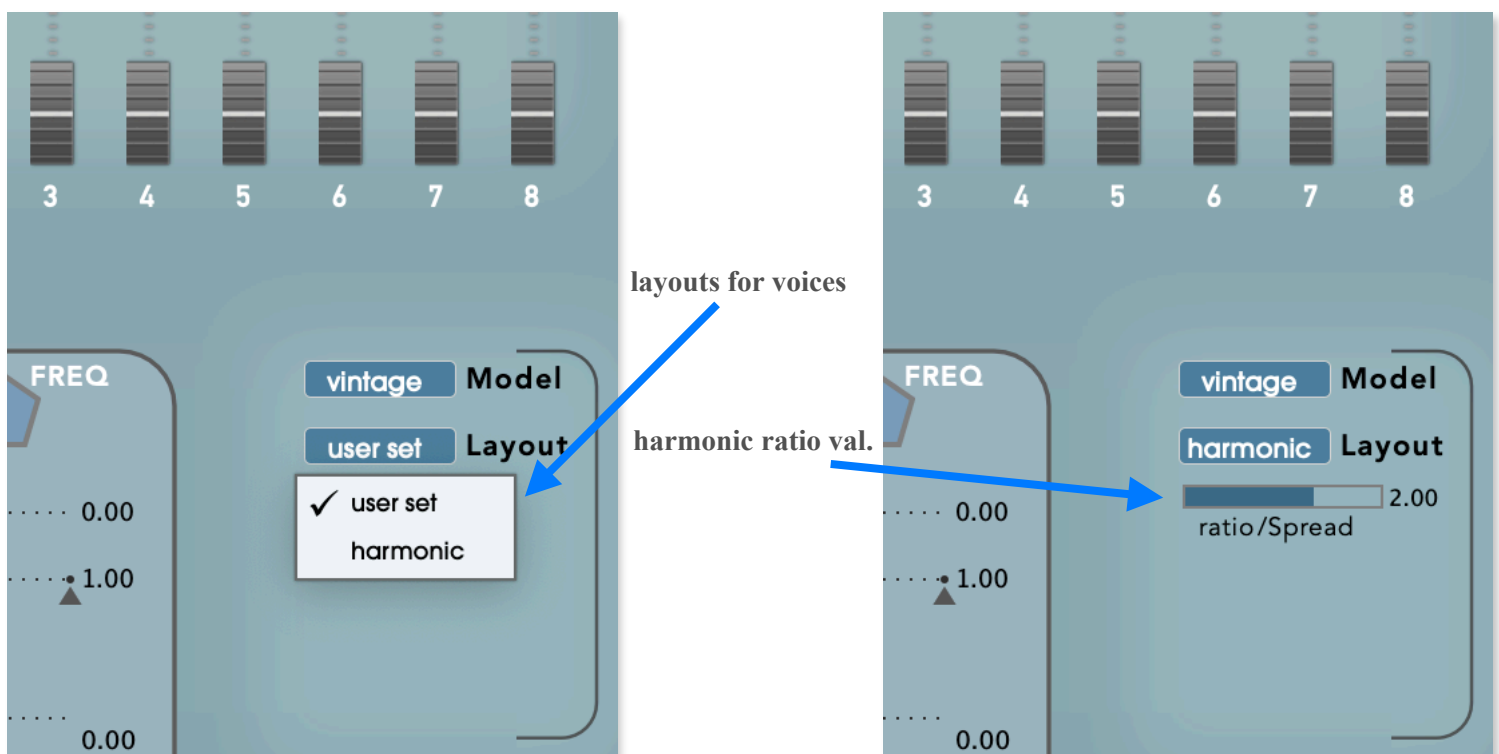 3 4 5 6 7 8
FREQ
vintage Model
user set Layout
✓ user set
harmonic
0.00
1.00
0.00
layouts for voices
harmonic ratio val.
3 4 5 6 7 8
FREQ
vintage Model
harmonic Layout
2.00
ratio/Spread
0.00
1.00
0.00